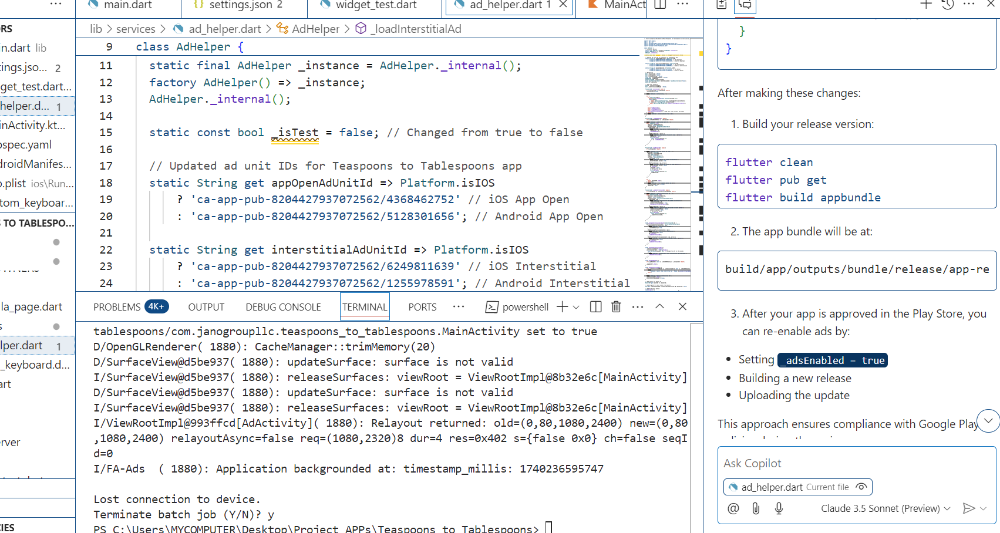 main.dart
settings.json 2
widget_test.dart
ad_helper.dart 1
MainAct
lib > services > ad_helper.dart > AdHelper > _loadInterstitialAd
RS
in.dart lib
tings.jso... 2
get_test.dart...
helper.d... 1
inActivity.kt...
ospec.yaml
droidManifes...
o.plist ios\Run...
tom_keyboar...
S TO TABLESPO...
la_page.dart
s
lper.dart 1
_keyboard.d...
art
rver
CIES
9 class AdHelper {
11 static final AdHelper _instance = AdHelper._internal();
12 factory AdHelper() => _instance;
13 AdHelper._internal();
14
15 static const bool _isTest = false; // Changed from true to false
16
17 // Updated ad unit IDs for Teaspoons to Tablespoons app
18 static String get appOpenAdUnitId => Platform.isIOS
19 ? 'ca-app-pub-8204427937072562/4368462752' // iOS App Open
20 : 'ca-app-pub-8204427937072562/5128301656'; // Android App Open
21
22 static String get interstitialAdUnitId => Platform.isIOS
23 ? 'ca-app-pub-8204427937072562/6249811639' // iOS Interstitial
24 : 'ca-app-pub-8204427937072562/1255978591'; // Android Interstitial
PROBLEMS 4K+ OUTPUT DEBUG CONSOLE TERMINAL PORTS ... powershell
tablespoons/com.janogroupllc.teaspoons_to_tablespoons.MainActivity set to true
D/OpenGLRenderer( 1880): CacheManager::trimMemory(20)
D/SurfaceView@d5be937( 1880): updateSurface: surface is not valid
I/SurfaceView@d5be937( 1880): releaseSurfaces: viewRoot = ViewRootImpl@8b32e6c[MainActivity]
D/SurfaceView@d5be937( 1880): updateSurface: surface is not valid
I/SurfaceView@d5be937( 1880): releaseSurfaces: viewRoot = ViewRootImpl@8b32e6c[MainActivity]
I/ViewRootImpl@993ffcd[AdActivity]( 1880): Relayout returned: old=(0,80,1080,2400) new=(0,80
,1080,2400) relayoutAsync=false req=(1080,2320)8 dur=4 res=0x402 s={false 0x0} ch=false seqI
d=0
I/FA-Ads  ( 1880): Application backgrounded at: timestamp_millis: 1740236595747
Lost connection to device.
Terminate batch job (Y/N)? y
PS C:\Users\MYCOMPUTER\Desktop\Project APPs\Teaspoons to Tablespoons>
}
}
After making these changes:
1. Build your release version:
flutter clean
flutter pub get
flutter build appbundle
2. The app bundle will be at:
build/app/outputs/bundle/release/app-re
3. After your app is approved in the Play Store, you
can re-enable ads by:
• Setting _adsEnabled = true
• Building a new release
• Uploading the update
This approach ensures compliance with Google Play
Ask Copilot
ad_helper.dart Current file
Claude 3.5 Sonnet (Preview)